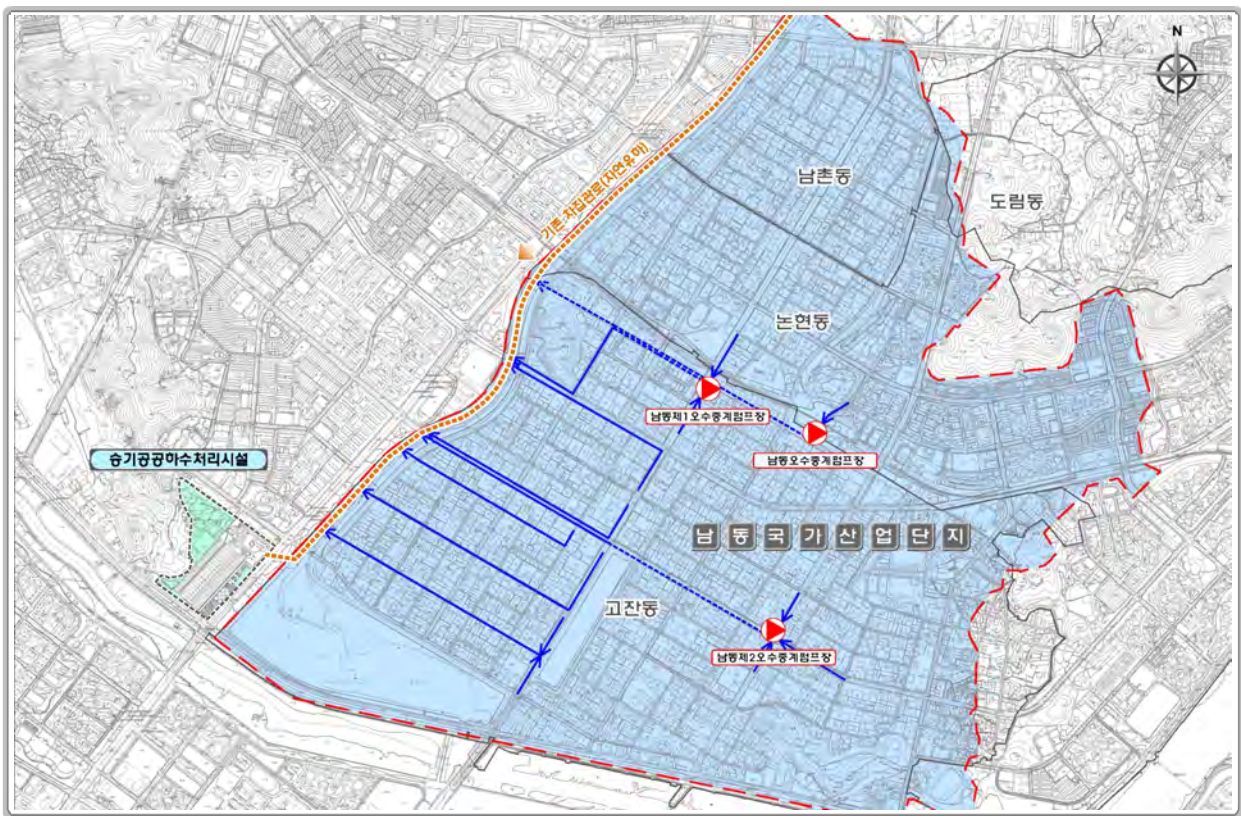 N
남촌동
도림동
기존 차집관로(자연유하)
논현동
남동제1오수중계펌프장
승기공공하수처리시설
남동오수중계펌프장
남동국가산업단지
고잔동
남동제2오수중계펌프장